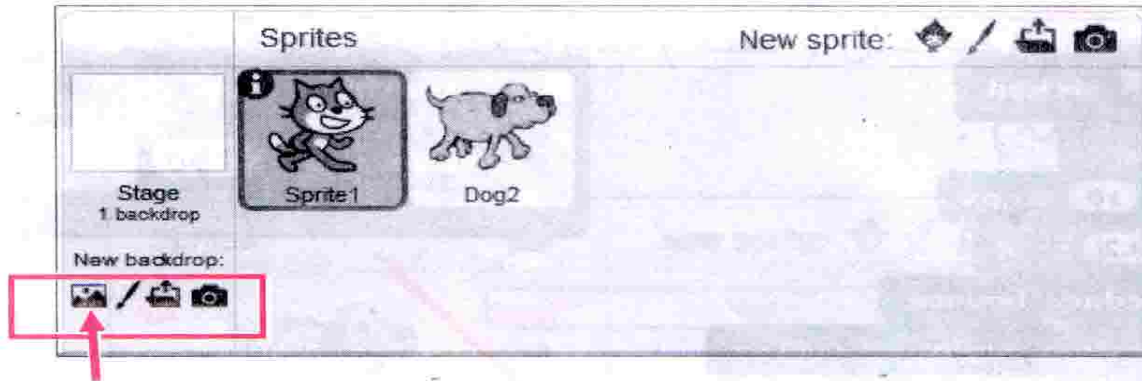 Sprites
New sprite:
Sprite1
Dog2
Stage
1 backdrop
New backdrop: